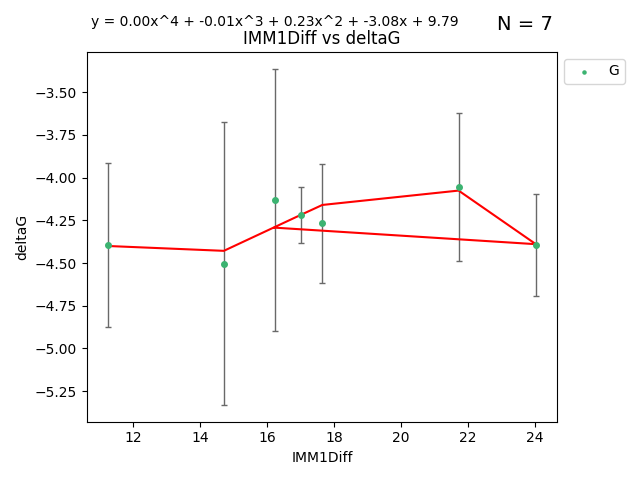 y = 0.00x^4 + -0.01x^3 + 0.23x^2 + -3.08x + 9.79
N = 7
IMM1Diff vs deltaG
G
−3.50
−3.75
−4.00
−4.25
−4.50
−4.75
−5.00
−5.25
deltaG
12 14 16 18 20 22 24
IMM1Diff